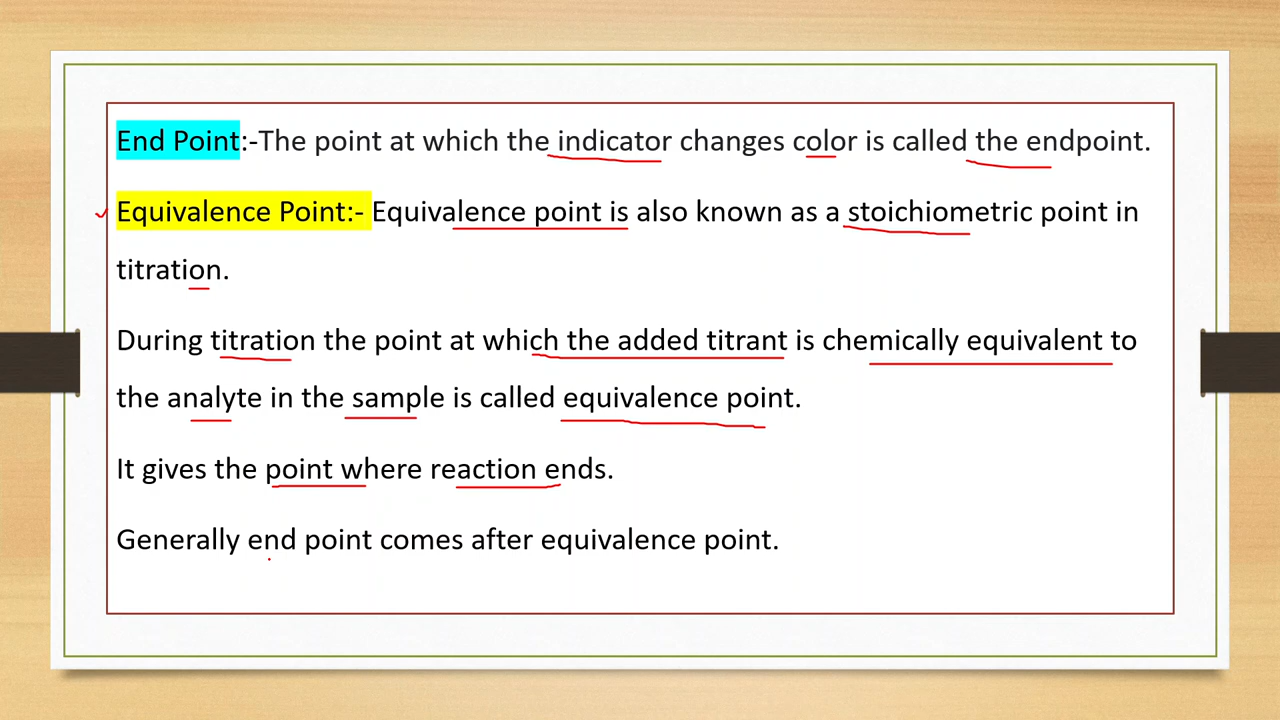 End Point:-The point at which the indicator changes color is called the endpoint.
Equivalence Point:- Equivalence point is also known as a stoichiometric point in
titration.
During titration the point at which the added titrant is chemically equivalent to
the analyte in the sample is called equivalence point.
It gives the point where reaction ends.
Generally end point comes after equivalence point.